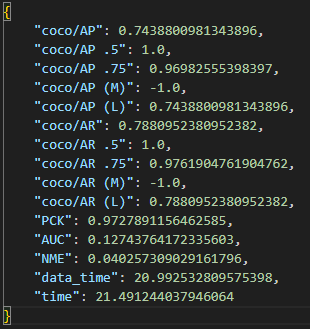 {
"coco/AP": 0.7438800981343896,
"coco/AP .5": 1.0,
"coco/AP .75": 0.96982555398397,
"coco/AP (M)": -1.0,
"coco/AP (L)": 0.7438800981343896,
"coco/AR": 0.7880952380952382,
"coco/AR .5": 1.0,
"coco/AR .75": 0.9761904761904762,
"coco/AR (M)": -1.0,
"coco/AR (L)": 0.7880952380952382,
"PCK": 0.9727891156462585,
"AUC": 0.12743764172335603,
"NME": 0.040257309029161796,
"data_time": 20.992532809575398,
"time": 21.491244037946064
}